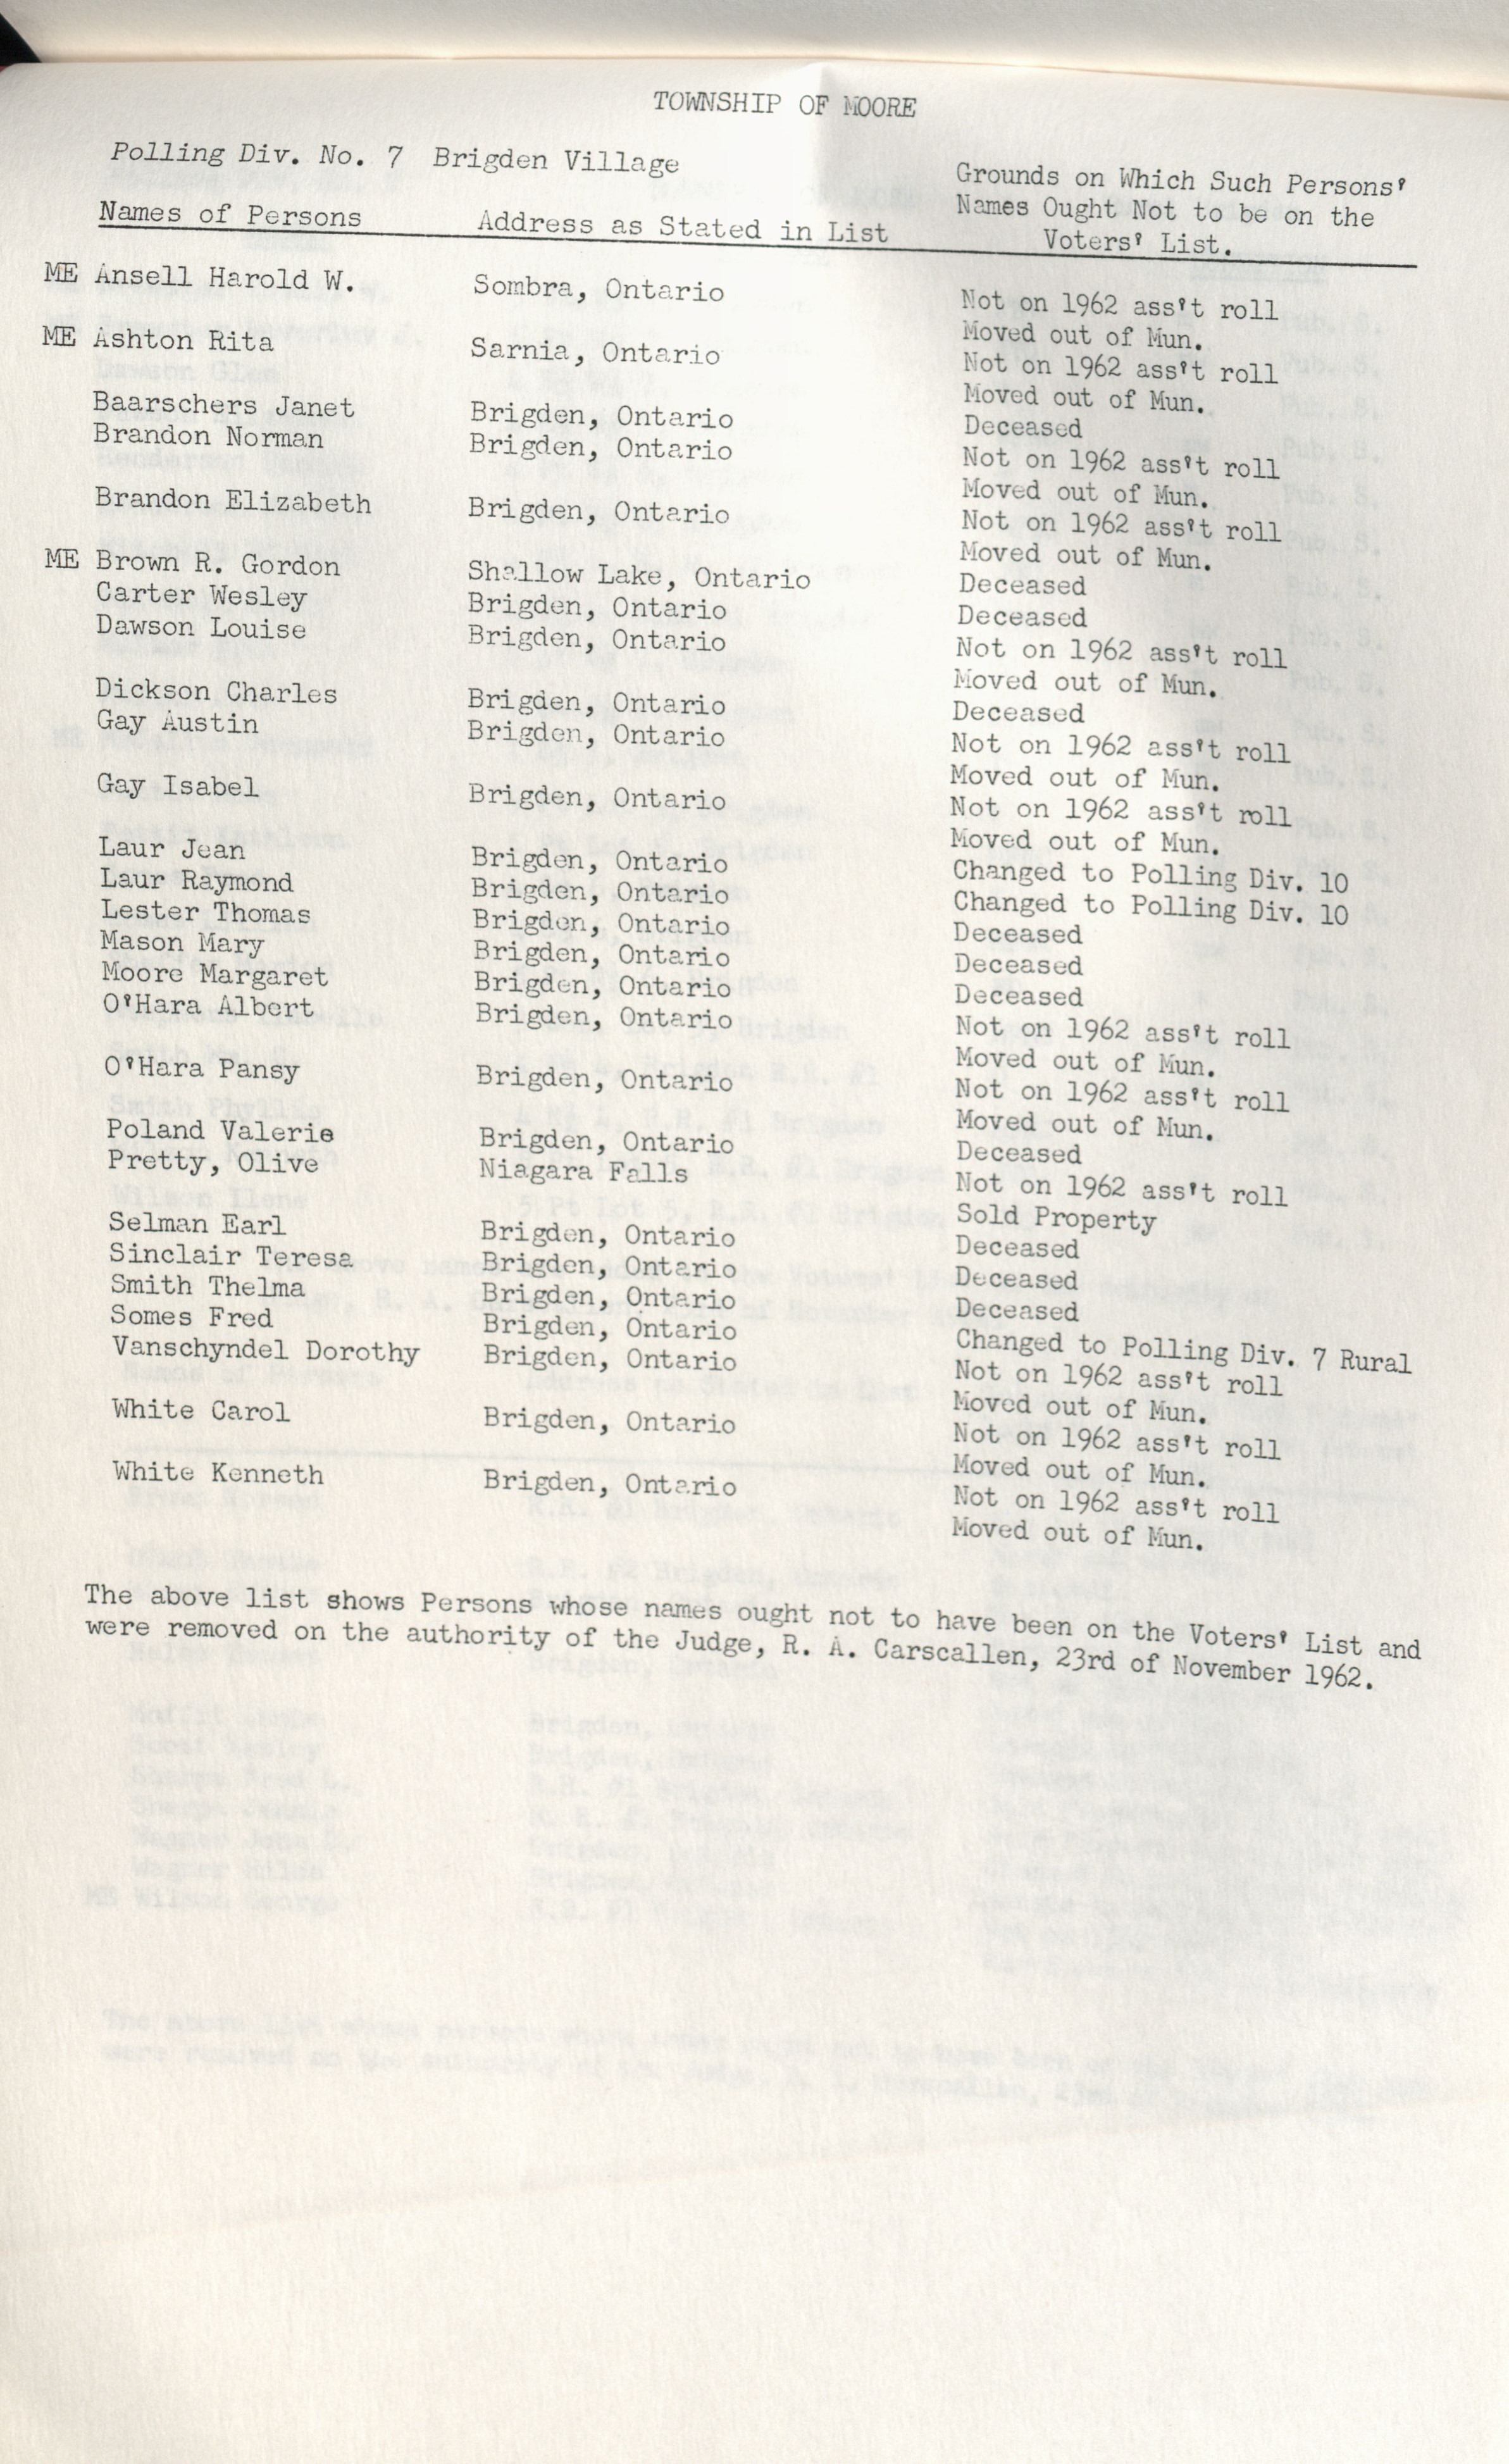 TOWNSHIP OF MOORE
Polling Div. No. 7 Brigden Village
Grounds on Which Such Persons'
Names of Persons Address as Stated in List Names Ought Not to be on the
Voters' List.
ME Ansell Harold W. Sombra, Ontario Not on 1962 ass't roll
Moved out of Mun.
ME Ashton Rita Sarnia, Ontario Not on 1962 ass't roll
Moved out of Mun.
Baarschers Janet Brigden, Ontario Deceased
Brandon Norman Brigden, Ontario Not on 1962 ass't roll
Moved out of Mun.
Brandon Elizabeth Brigden, Ontario Not on 1962 ass't roll
Moved out of Mun.
ME Brown R. Gordon Shallow Lake, Ontario Deceased
Carter Wesley Brigden, Ontario Deceased
Dawson Louise Brigden, Ontario Not on 1962 ass't roll
Moved out of Mun.
Dickson Charles Brigden, Ontario Deceased
Gay Austin Brigden, Ontario Not on 1962 ass't roll
Moved out of Mun.
Gay Isabel Brigden, Ontario Not on 1962 ass't roll
Moved out of Mun.
Laur Jean Brigden, Ontario Changed to Polling Div. 10
Laur Raymond Brigden, Ontario Changed to Polling Div. 10
Lester Thomas Brigden, Ontario Deceased
Mason Mary Brigden, Ontario Deceased
Moore Margaret Brigden, Ontario Deceased
O'Hara Albert Brigden, Ontario Not on 1962 ass't roll
Moved out of Mun.
O'Hara Pansy Brigden, Ontario Not on 1962 ass't roll
Moved out of Mun.
Poland Valerie Brigden, Ontario Deceased
Pretty, Olive Niagara Falls Not on 1962 ass't roll
Sold Property
Selman Earl Brigden, Ontario Deceased
Sinclair Teresa Brigden, Ontario Deceased
Smith Thelma Brigden, Ontario Deceased
Somes Fred Brigden, Ontario Changed to Polling Div. 7 Rural
Vanschyndel Dorothy Brigden, Ontario Not on 1962 ass't roll
Moved out of Mun.
White Carol Brigden, Ontario Not on 1962 ass't roll
Moved out of Mun.
White Kenneth Brigden, Ontario Not on 1962 ass't roll
Moved out of Mun.
The above list shows Persons whose names ought not to have been on the Voters' List and
were removed on the authority of the Judge, R. A. Carscallen, 23rd of November 1962.